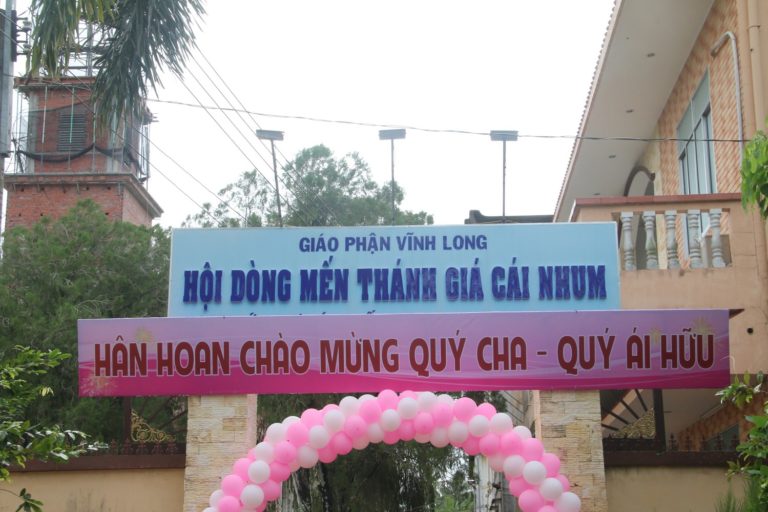 GIÁO PHẬN VĨNH LONG
HỘI DÒNG MẾN THÁNH GIÁ CÁI NHUM
HÂN HOAN CHÀO MỪNG QUÝ CHA - QUÝ ÁI HỮU